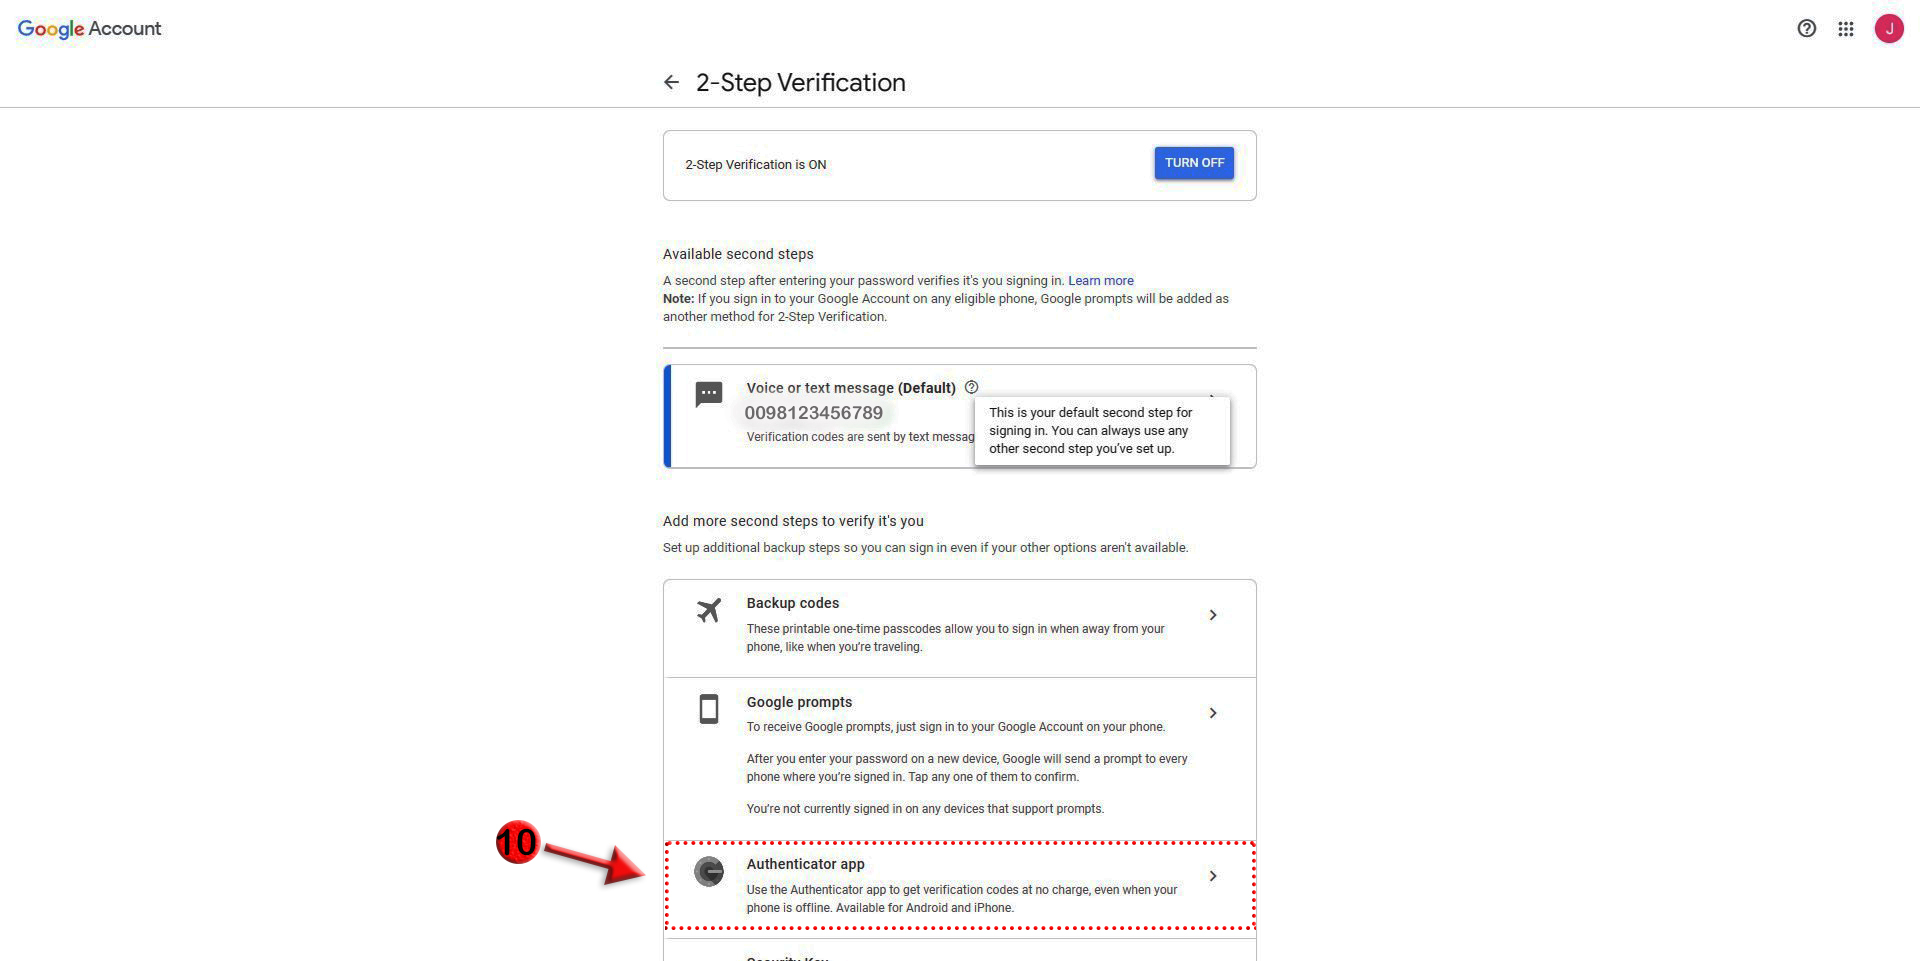 Google Account
J
2-Step Verification
2-Step Verification is ON
TURN OFF
Available second steps
A second step after entering your password verifies it's you signing in. Learn more
Note: If you sign in to your Google Account on any eligible phone, Google prompts will be added as
another method for 2-Step Verification.
Voice or text message (Default)
0098123456789
Verification codes are sent by text messag
This is your default second step for
signing in. You can always use any
other second step you've set up.
Add more second steps to verify it's you
Set up additional backup steps so you can sign in even if your other options aren't available.
Backup codes
These printable one-time passcodes allow you to sign in when away from your
phone, like when you're traveling.
Google prompts
To receive Google prompts, just sign in to your Google Account on your phone.
After you enter your password on a new device, Google will send a prompt to every
phone where you're signed in. Tap any one of them to confirm.
You're not currently signed in on any devices that support prompts.
10
Authenticator app
Use the Authenticator app to get verification codes at no charge, even when your
phone is offline. Available for Android and iPhone.